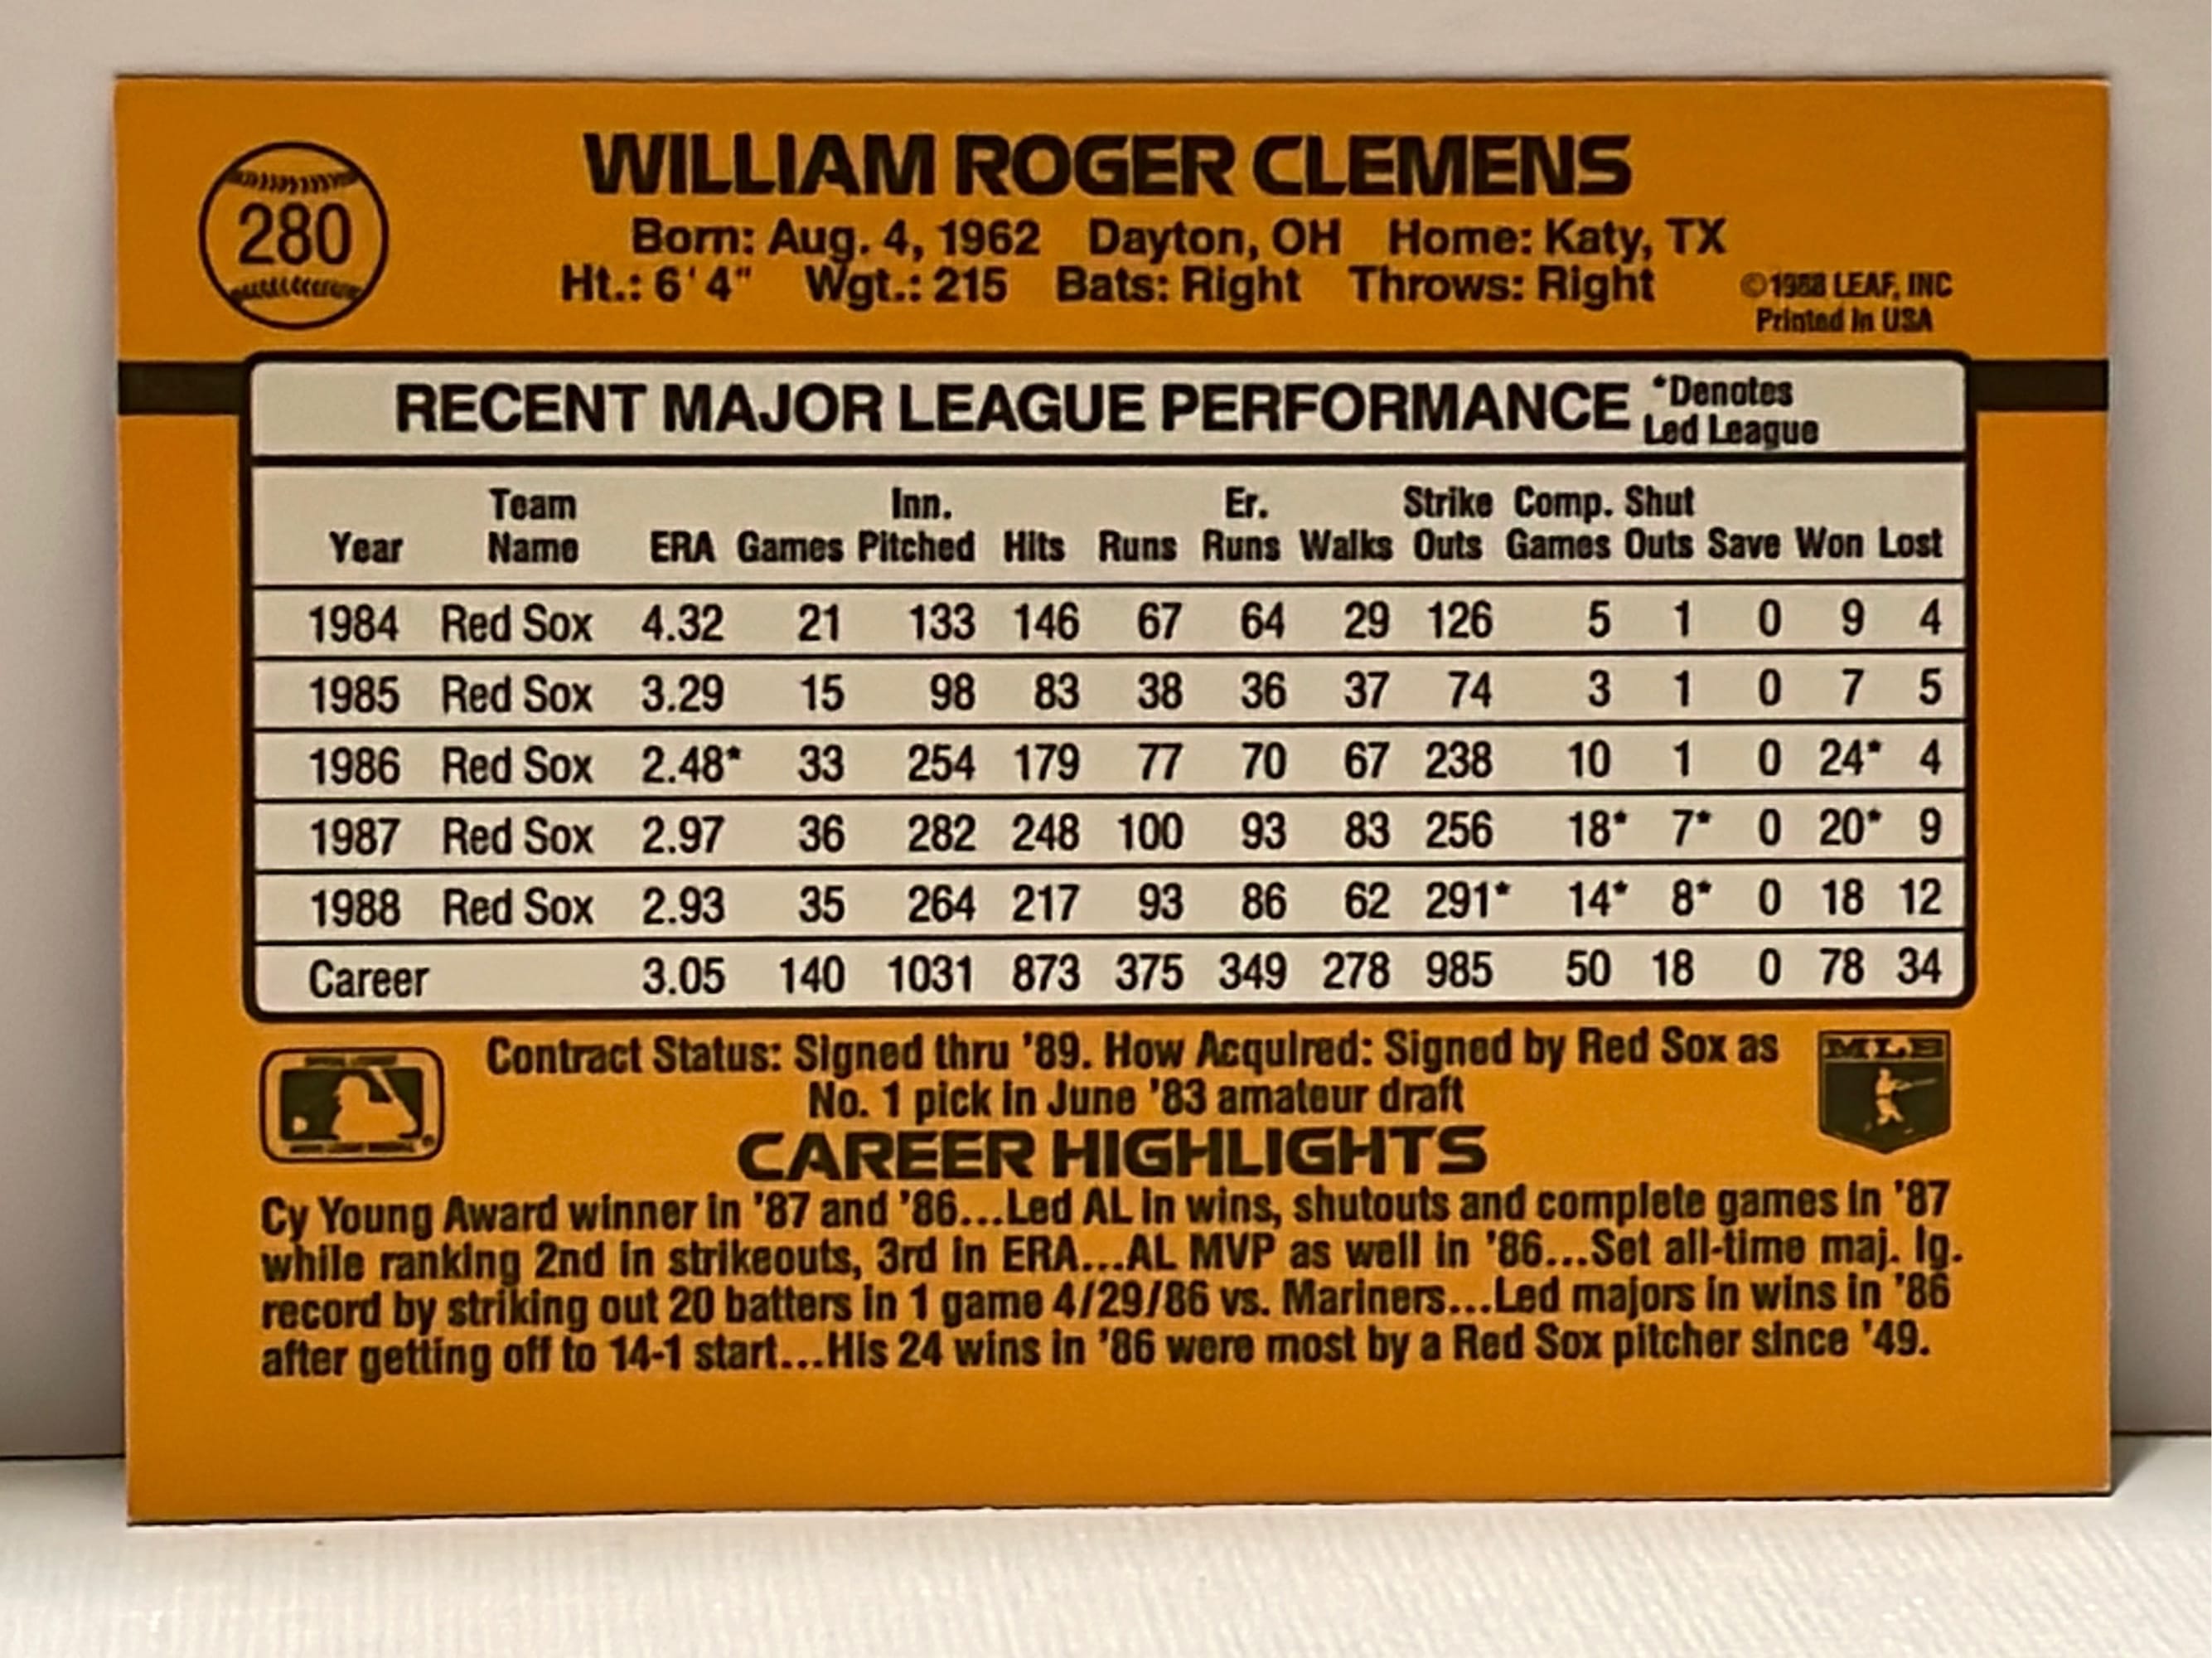 280
WILLIAM ROGER CLEMENS
Born: Aug. 4, 1962 Dayton, OH Home: Katy, TX
Ht.: 6'4" Wgt.: 215 Bats: Right Throws: Right
©1988 LEAF, INC
Printed in USA
RECENT MAJOR LEAGUE PERFORMANCE *Denotes Led League
Year Team Name ERA Games Inn. Pitched Hits Runs Er. Runs Walks Strike Outs Comp. Games Shut Outs Save Won Lost
1984 Red Sox 4.32 21 133 146 67 64 29 126 5 1 0 9 4
1985 Red Sox 3.29 15 98 83 38 36 37 74 3 1 0 7 5
1986 Red Sox 2.48* 33 254 179 77 70 67 238 10 1 0 24* 4
1987 Red Sox 2.97 36 282 248 100 93 83 256 18* 7* 0 20* 9
1988 Red Sox 2.93 35 264 217 93 86 62 291* 14* 8* 0 18 12
Career 3.05 140 1031 873 375 349 278 985 50 18 0 78 34
Contract Status: Signed thru '89. How Acquired: Signed by Red Sox as
No. 1 pick in June '83 amateur draft
MLB
CAREER HIGHLIGHTS
Cy Young Award winner in '87 and '86...Led AL in wins, shutouts and complete games in '87
while ranking 2nd in strikeouts, 3rd in ERA...AL MVP as well in '86...Set all-time maj. lg.
record by striking out 20 batters in 1 game 4/29/86 vs. Mariners...Led majors in wins in '86
after getting off to 14-1 start...His 24 wins in '86 were most by a Red Sox pitcher since '49.